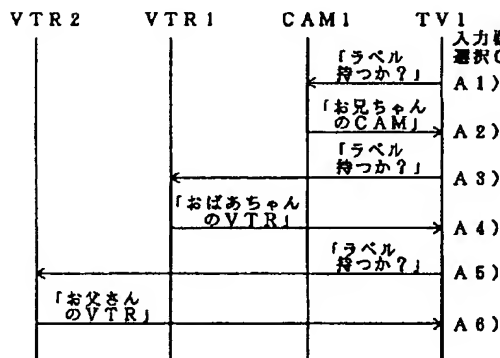 VTR2 VTR1 CAM1 TV1
入力
選択
「ラベル
持つか？」 A1)
「お兄ちゃん
のCAM」 A2)
「ラベル
持つか？」 A3)
「おばあちゃん
のVTR」 A4)
「ラベル
持つか？」 A5)
「お父さん
のVTR」 A6)